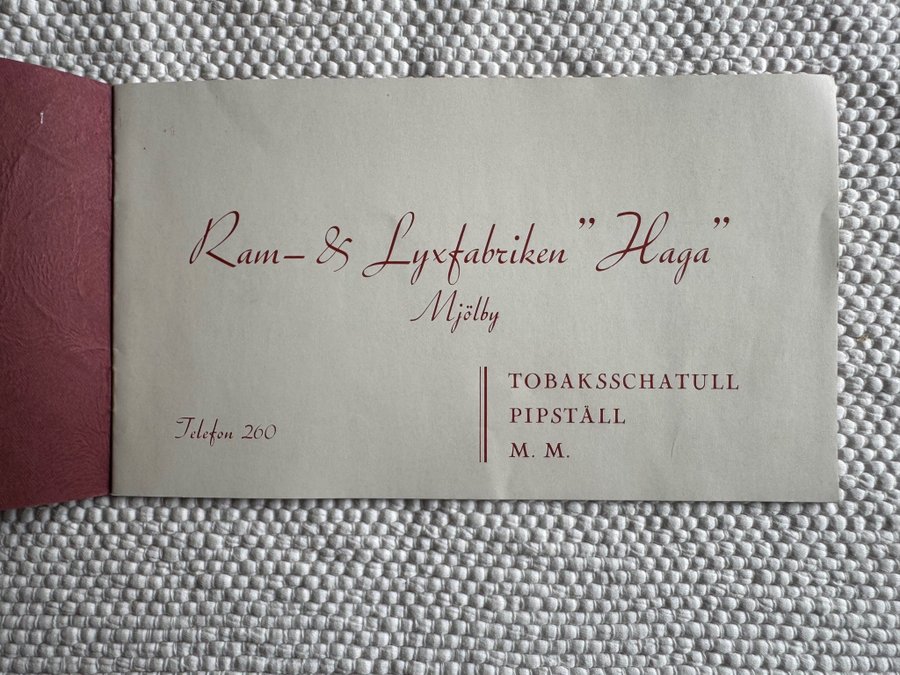 Ram- & Lyxfabriken ”Haga”
Mjölby
Telefon 260
TOBAKSSCHATULL
PIPSTÄLL
M. M.